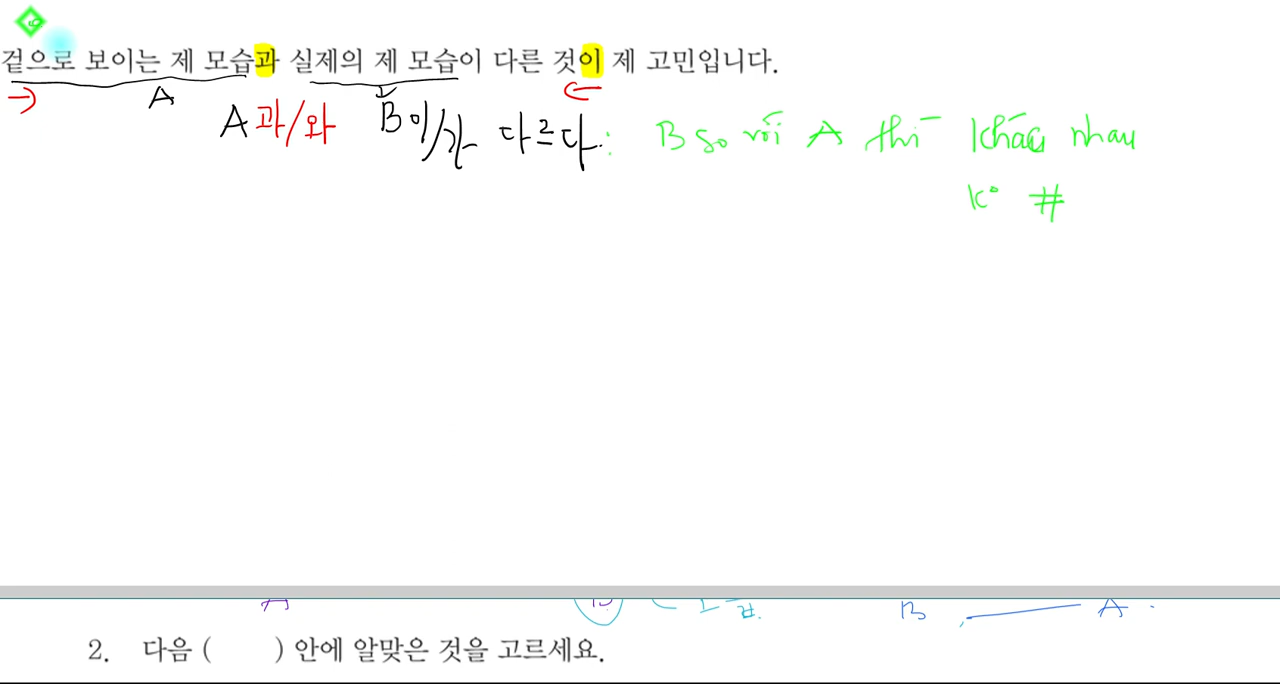 겉으로 보이는 제 모습과 실제의 제 모습이 다른 것이 제 고민입니다.
A
A 과/와 B이/가 다르다: B so với A thì khác nhau
k° #
A
B A
2. 다음 ( ) 안에 알맞은 것을 고르세요.